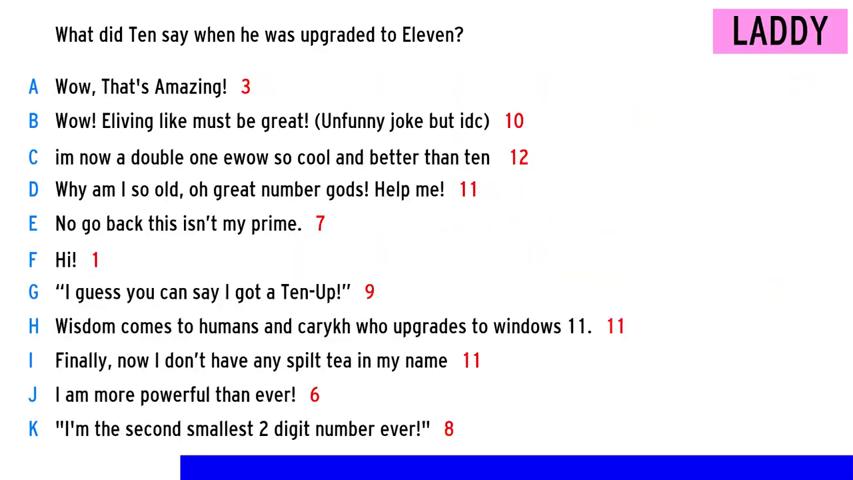 What did Ten say when he was upgraded to Eleven?
LADDY
A Wow, That's Amazing! 3
B Wow! Eliving like must be great! (Unfunny joke but idc) 10
C im now a double one ewow so cool and better than ten 12
D Why am I so old, oh great number gods! Help me! 11
E No go back this isn’t my prime. 7
F Hi! 1
G “I guess you can say I got a Ten-Up!” 9
H Wisdom comes to humans and carykh who upgrades to windows 11. 11
I Finally, now I don’t have any spilt tea in my name 11
J I am more powerful than ever! 6
K "I'm the second smallest 2 digit number ever!" 8